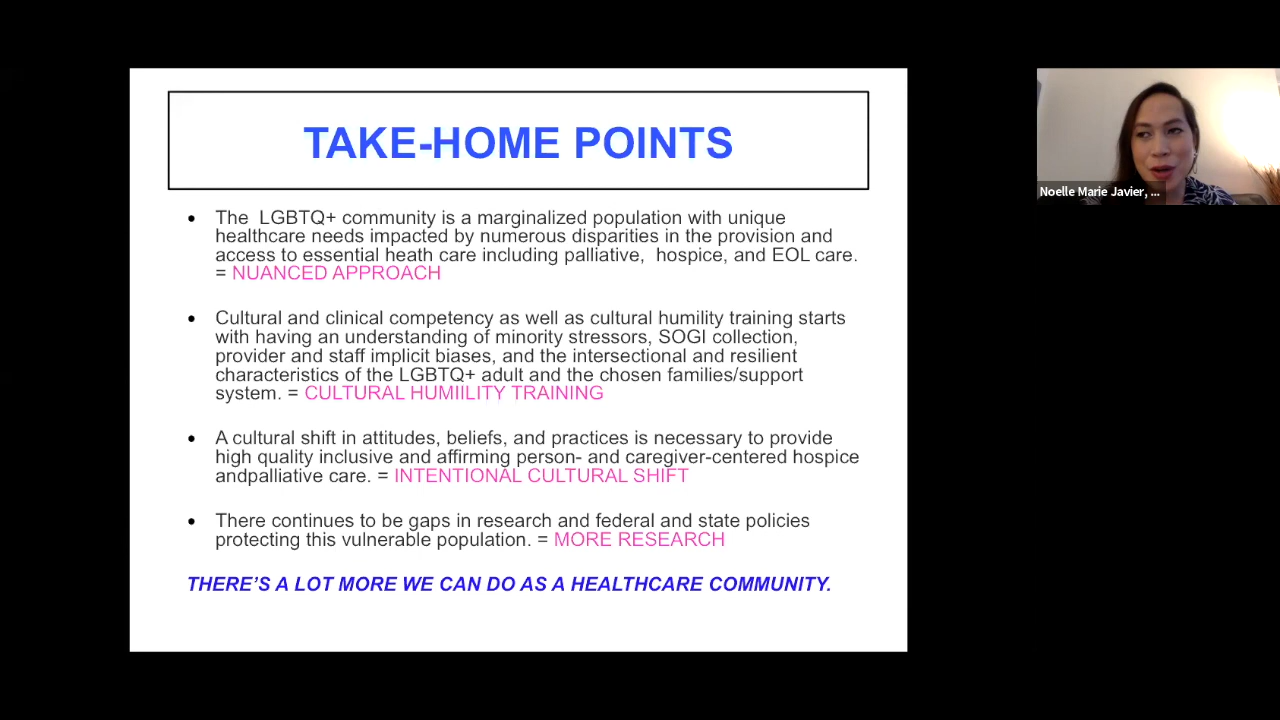 TAKE-HOME POINTS
• The  LGBTQ+ community is a marginalized population with unique
healthcare needs impacted by numerous disparities in the provision and
access to essential heath care including palliative,  hospice, and EOL care.
= NUANCED APPROACH
• Cultural and clinical competency as well as cultural humility training starts
with having an understanding of minority stressors, SOGI collection,
provider and staff implicit biases, and the intersectional and resilient
characteristics of the LGBTQ+ adult and the chosen families/support
system. = CULTURAL HUMIILITY TRAINING
• A cultural shift in attitudes, beliefs, and practices is necessary to provide
high quality inclusive and affirming person- and caregiver-centered hospice
andpalliative care. = INTENTIONAL CULTURAL SHIFT
• There continues to be gaps in research and federal and state policies
protecting this vulnerable population. = MORE RESEARCH
THERE’S A LOT MORE WE CAN DO AS A HEALTHCARE COMMUNITY.
Noelle Marie Javier, ...